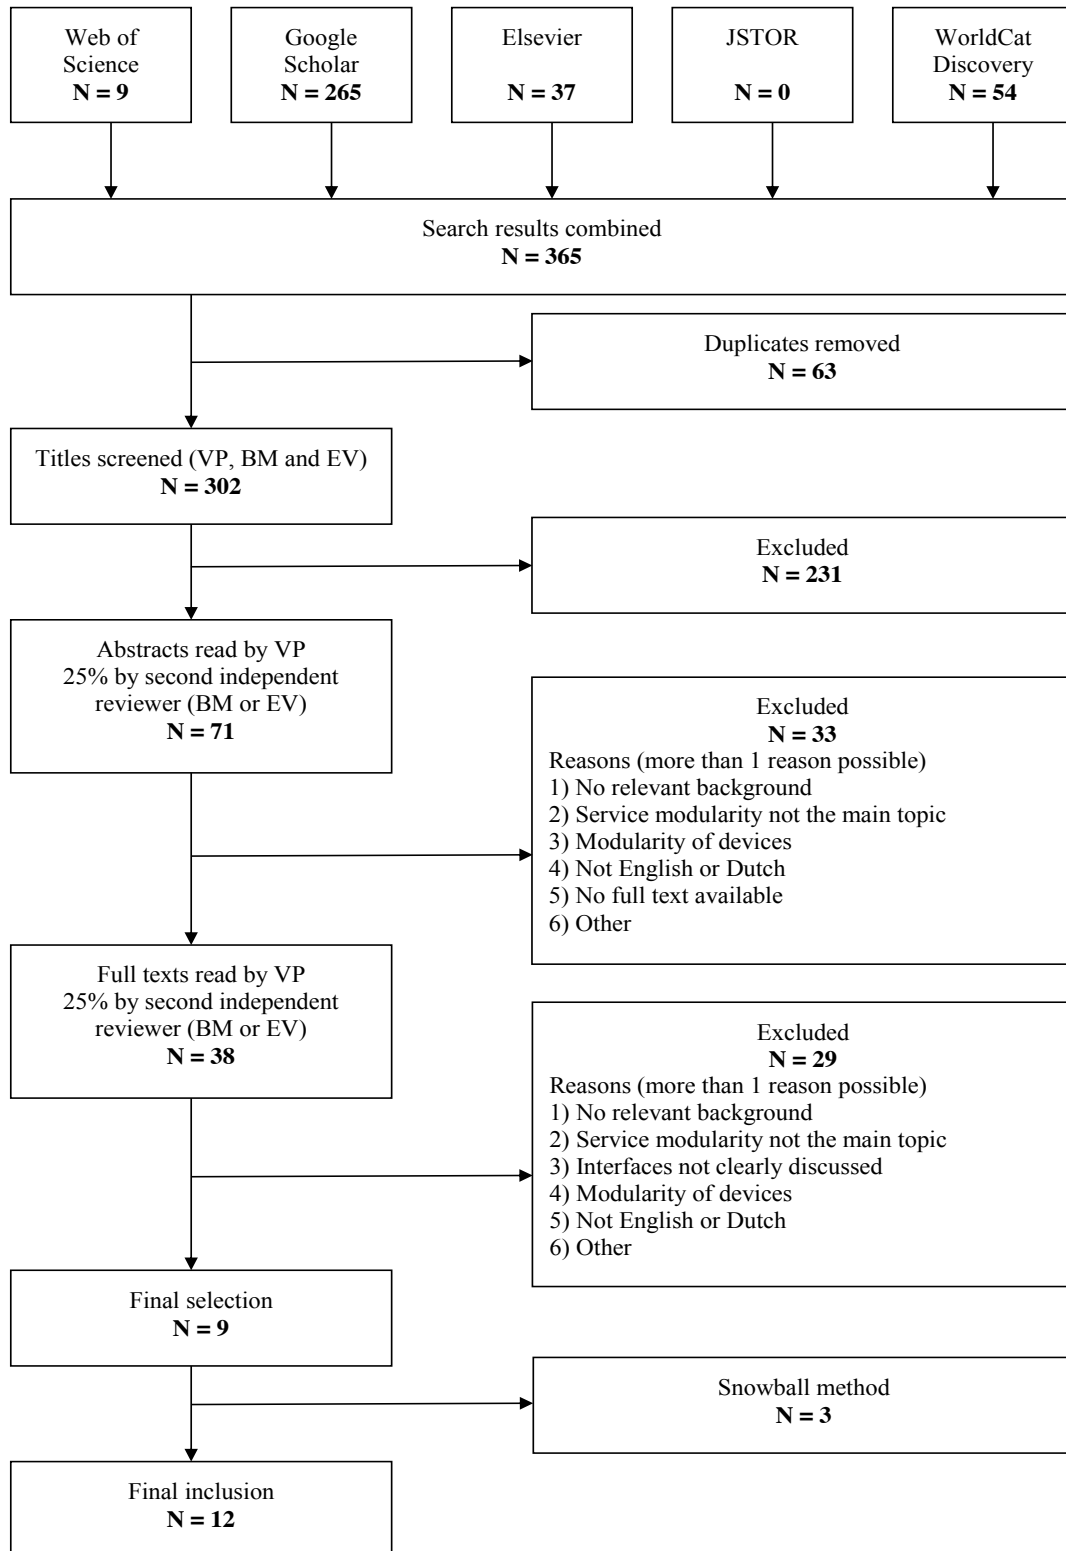 Web of
Science
N = 9
Google
Scholar
N = 265
Elsevier
N = 37
JSTOR
N = 0
WorldCat
Discovery
N = 54
Search results combined
N = 365
Duplicates removed
N = 63
Titles screened (VP, BM and EV)
N = 302
Excluded
N = 231
Abstracts read by VP
25% by second independent
reviewer (BM or EV)
N = 71
Excluded
N = 33
Reasons (more than 1 reason possible)
1) No relevant background
2) Service modularity not the main topic
3) Modularity of devices
4) Not English or Dutch
5) No full text available
6) Other
Full texts read by VP
25% by second independent
reviewer (BM or EV)
N = 38
Excluded
N = 29
Reasons (more than 1 reason possible)
1) No relevant background
2) Service modularity not the main topic
3) Interfaces not clearly discussed
4) Modularity of devices
5) Not English or Dutch
6) Other
Final selection
N = 9
Snowball method
N = 3
Final inclusion
N = 12